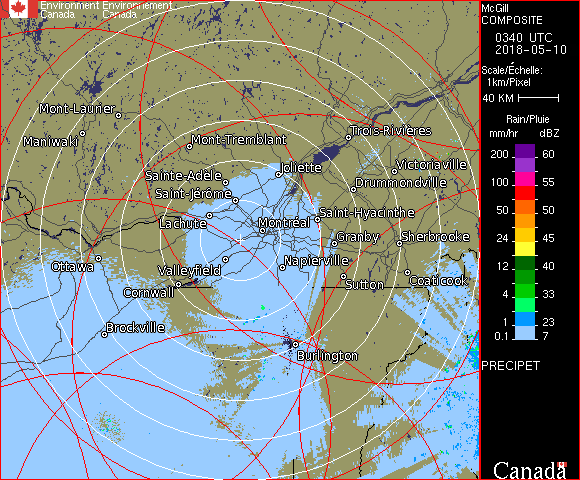 Environment Environnement
Canada Canada
Mont-Laurier
Maniwaki
Mont-Tremblant
Trois-Rivières
Joliette
Victoriaville
Sainte-Adèle
Drummondville
Saint-Jérôme
Saint-Hyacinthe
Lachute
Montréal
Granby
Sherbrooke
Ottawa
Valleyfield
Napierville
Coaticook
Sutton
Cornwall
Brockville
Burlington
McGill
COMPOSITE
0340 UTC
2018-05-10
Scale/Échelle:
1km/Pixel
40 KM
Rain/Pluie
mm/hr dBZ
200 60
100 55
50 50
24 45
12 40
4 33
1 23
0.1 7
PRECIPET
Canada